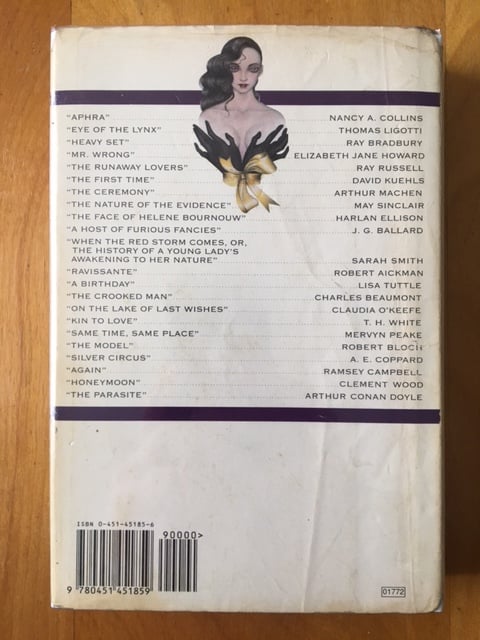 "APHRA" NANCY A. COLLINS
"EYE OF THE LYNX" THOMAS LIGOTTI
"HEAVY SET" RAY BRADBURY
"MR. WRONG" ELIZABETH JANE HOWARD
"THE RUNAWAY LOVERS" RAY RUSSELL
"THE FIRST TIME" DAVID KUEHLS
"THE CEREMONY" ARTHUR MACHEN
"THE NATURE OF THE EVIDENCE" MAY SINCLAIR
"THE FACE OF HELENE BOURNOUW" HARLAN ELLISON
"A HOST OF FURIOUS FANCIES" J. G. BALLARD
"WHEN THE RED STORM COMES, OR,
THE HISTORY OF A YOUNG LADY'S
AWAKENING TO HER NATURE" SARAH SMITH
"RAVISSANTE" ROBERT AICKMAN
"A BIRTHDAY" LISA TUTTLE
"THE CROOKED MAN" CHARLES BEAUMONT
"ON THE LAKE OF LAST WISHES" CLAUDIA O'KEEFE
"KIN TO LOVE" T. H. WHITE
"SAME TIME, SAME PLACE" MERVYN PEAKE
"THE MODEL" ROBERT BLOCH
"SILVER CIRCUS" A. E. COPPARD
"AGAIN" RAMSEY CAMPBELL
"HONEYMOON" CLEMENT WOOD
"THE PARASITE" ARTHUR CONAN DOYLE
ISBN 0-451-45185-6
90000>
9 780451 451859
01772